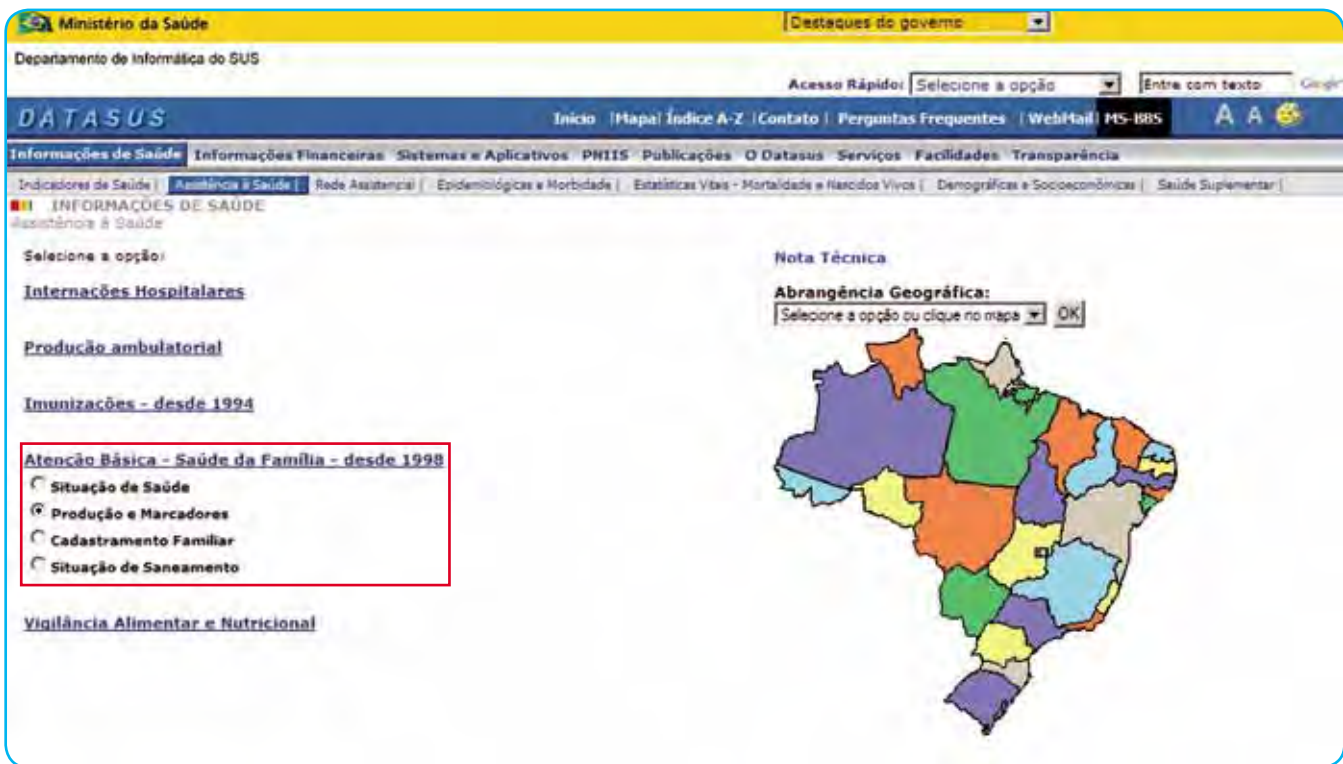 Ministério da Saúde
Destaques do governo
Departamento de Informática do SUS
Acesso Rápido: Selecione a opção Entre com texto Google
DATASUS
Início |Mapa| Índice A-Z |Contato | Perguntas Frequentes | WebMail| MS-BBS A A
Informações de Saúde Informações Financeiras Sistemas e Aplicativos PNIIS Publicações O Datasus Serviços Facilidades Transparência
Indicadores de Saúde | Assistência à Saúde | Rede Assistencial | Epidemiológicas e Morbidade | Estatísticas Vitais - Mortalidade e Nascidos Vivos | Demográficas e Socioeconômicas | Saúde Suplementar |
INFORMAÇÕES DE SAÚDE
Assistência à Saúde
Selecione a opção:
Nota Técnica
Internações Hospitalares
Abrangência Geográfica:
Selecione a opção ou clique no mapa OK
Produção ambulatorial
Imunizações - desde 1994
Atenção Básica - Saúde da Família - desde 1998
Situação de Saúde
Produção e Marcadores
Cadastramento Familiar
Situação de Saneamento
Vigilância Alimentar e Nutricional